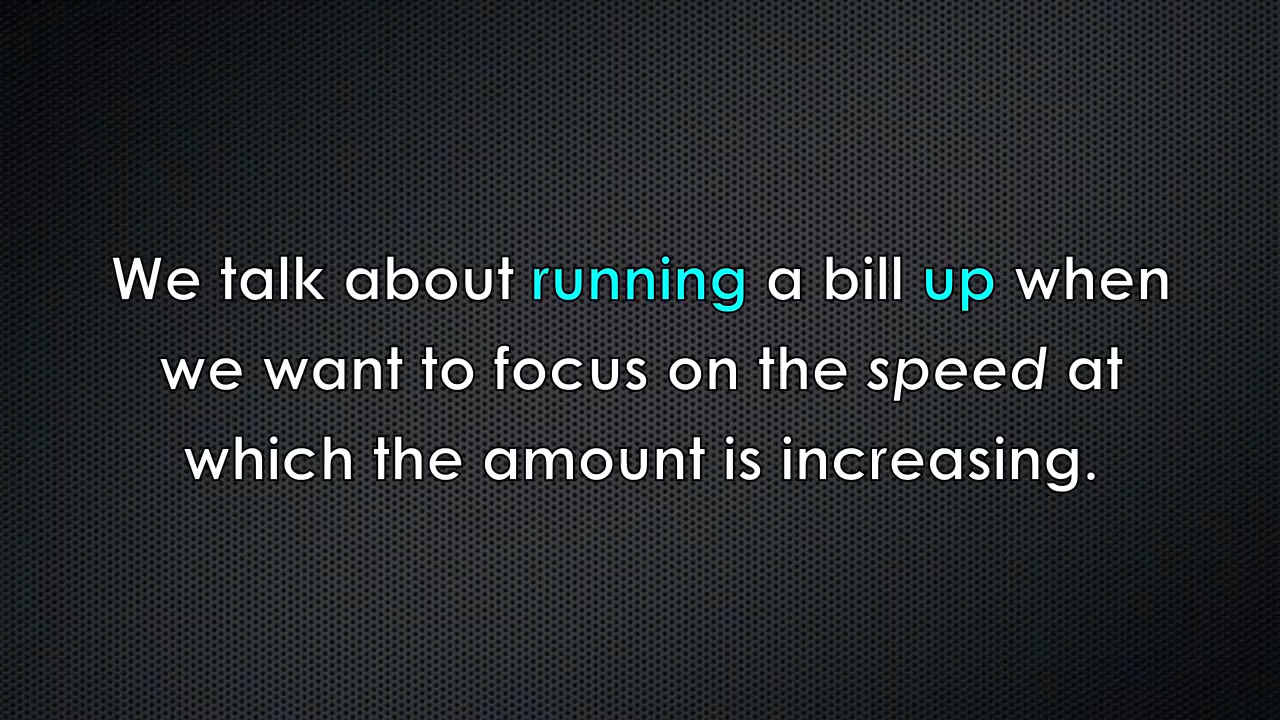 We talk about running a bill up when
we want to focus on the speed at
which the amount is increasing.